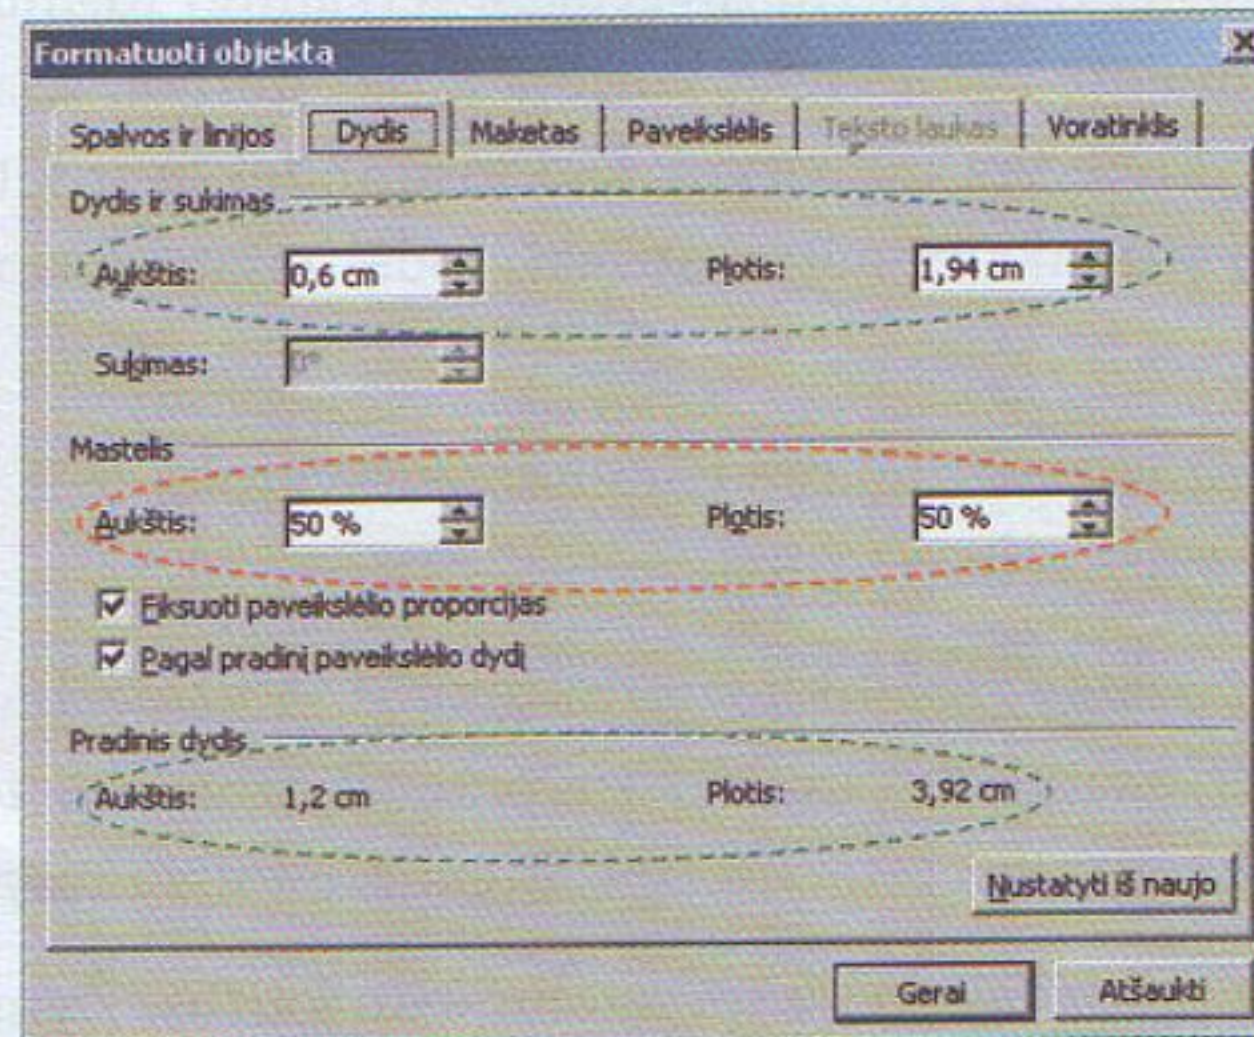 Formatuoti objektą
Spalvos ir linijos Dydis Maketas Paveikslėlis Teksto laukas Voratinklis
Dydis ir sukimas
Aukštis: 0,6 cm Plotis: 1,94 cm
Sukimas: 0°
Mastelis
Aukštis: 50 % Plotis: 50 %
Fiksuoti paveikslėlio proporcijas
Pagal pradinį paveikslėlio dydį
Pradinis dydis
Aukštis: 1,2 cm Plotis: 3,92 cm
Nustatyti iš naujo
Gerai Atšaukti